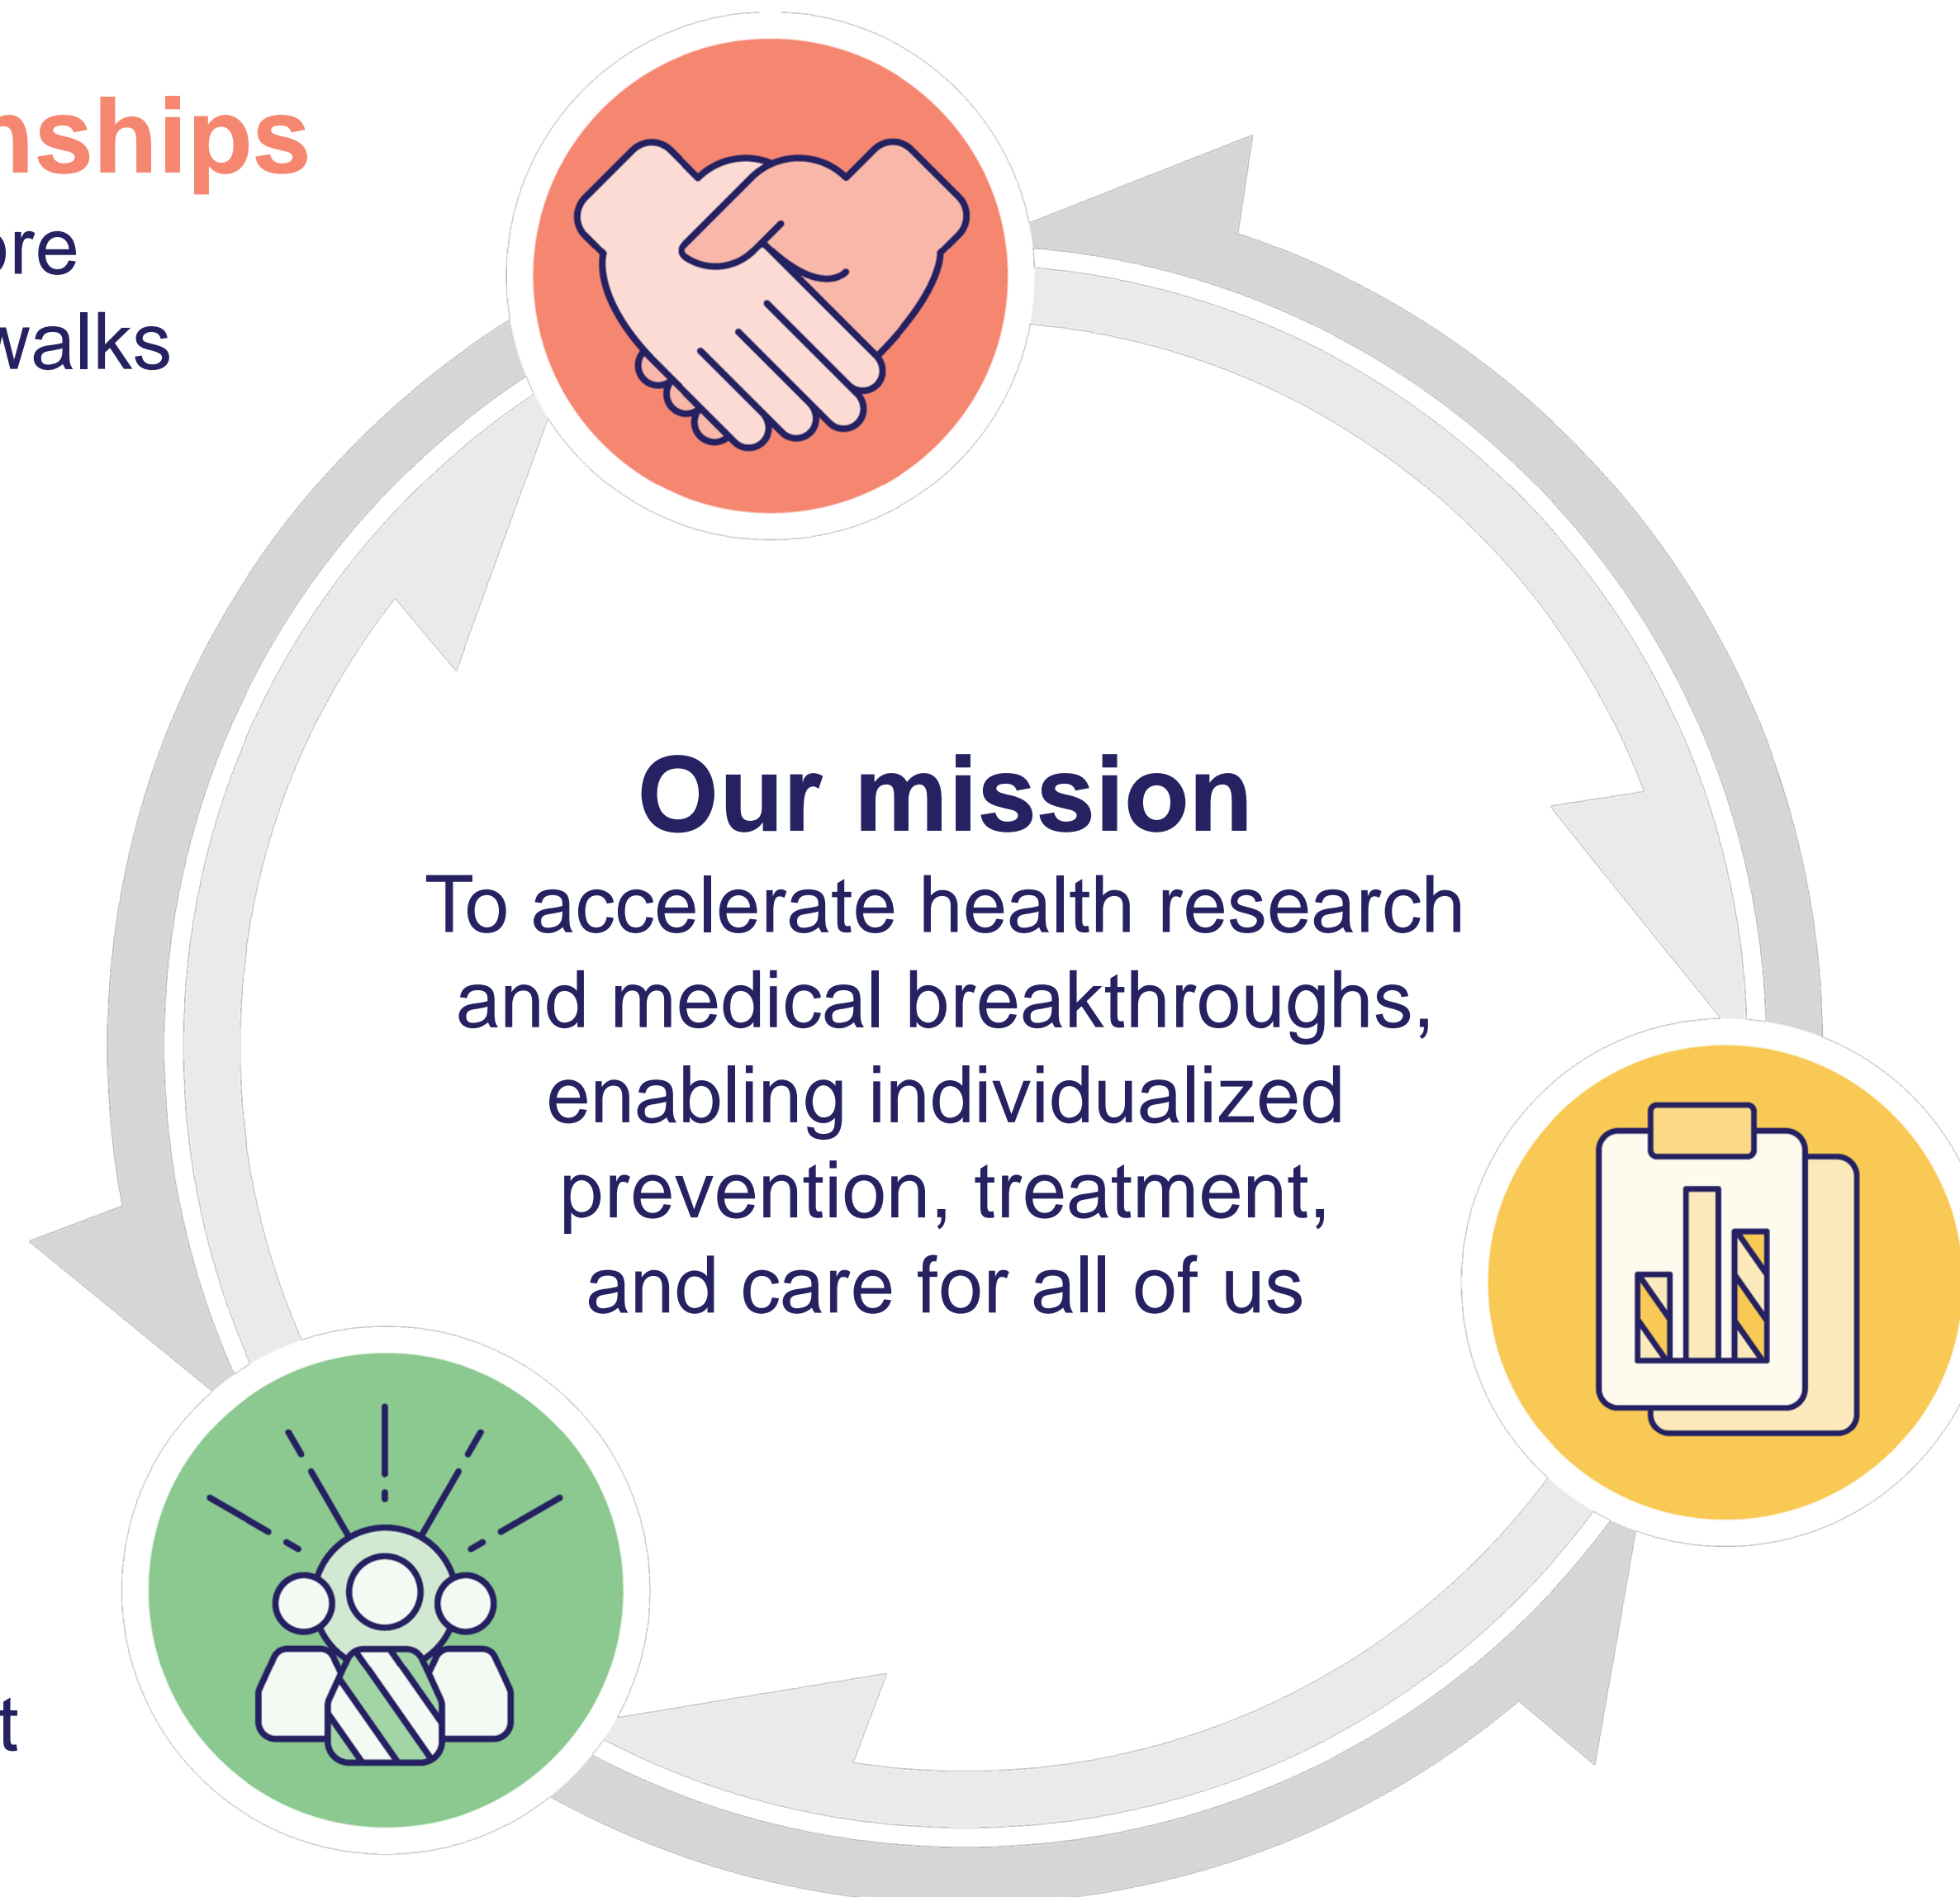 nships
ore
walks
Our mission
To accelerate health research
and medical breakthroughs,
enabling individualized
prevention, treatment,
and care for all of us
t